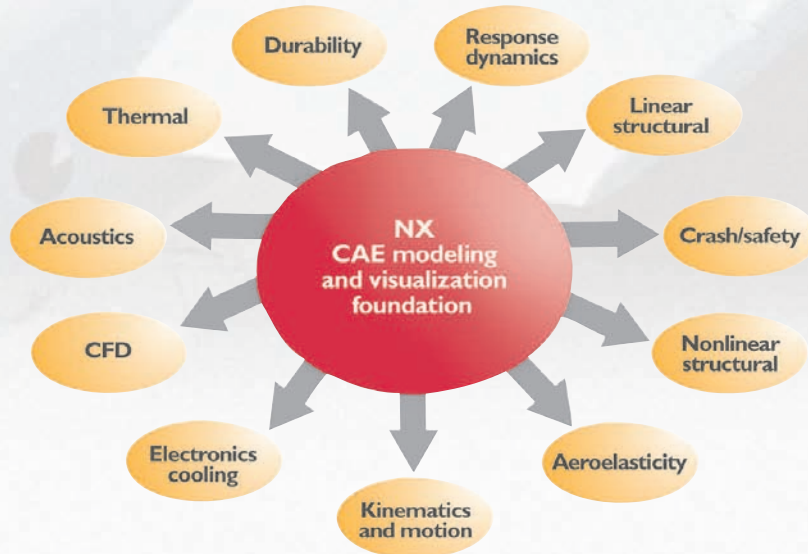 Durability
Response
dynamics
Thermal
Linear
structural
Acoustics
NX
CAE modeling
and visualization
foundation
Crash/safety
CFD
Nonlinear
structural
Electronics
cooling
Aeroelasticity
Kinematics
and motion